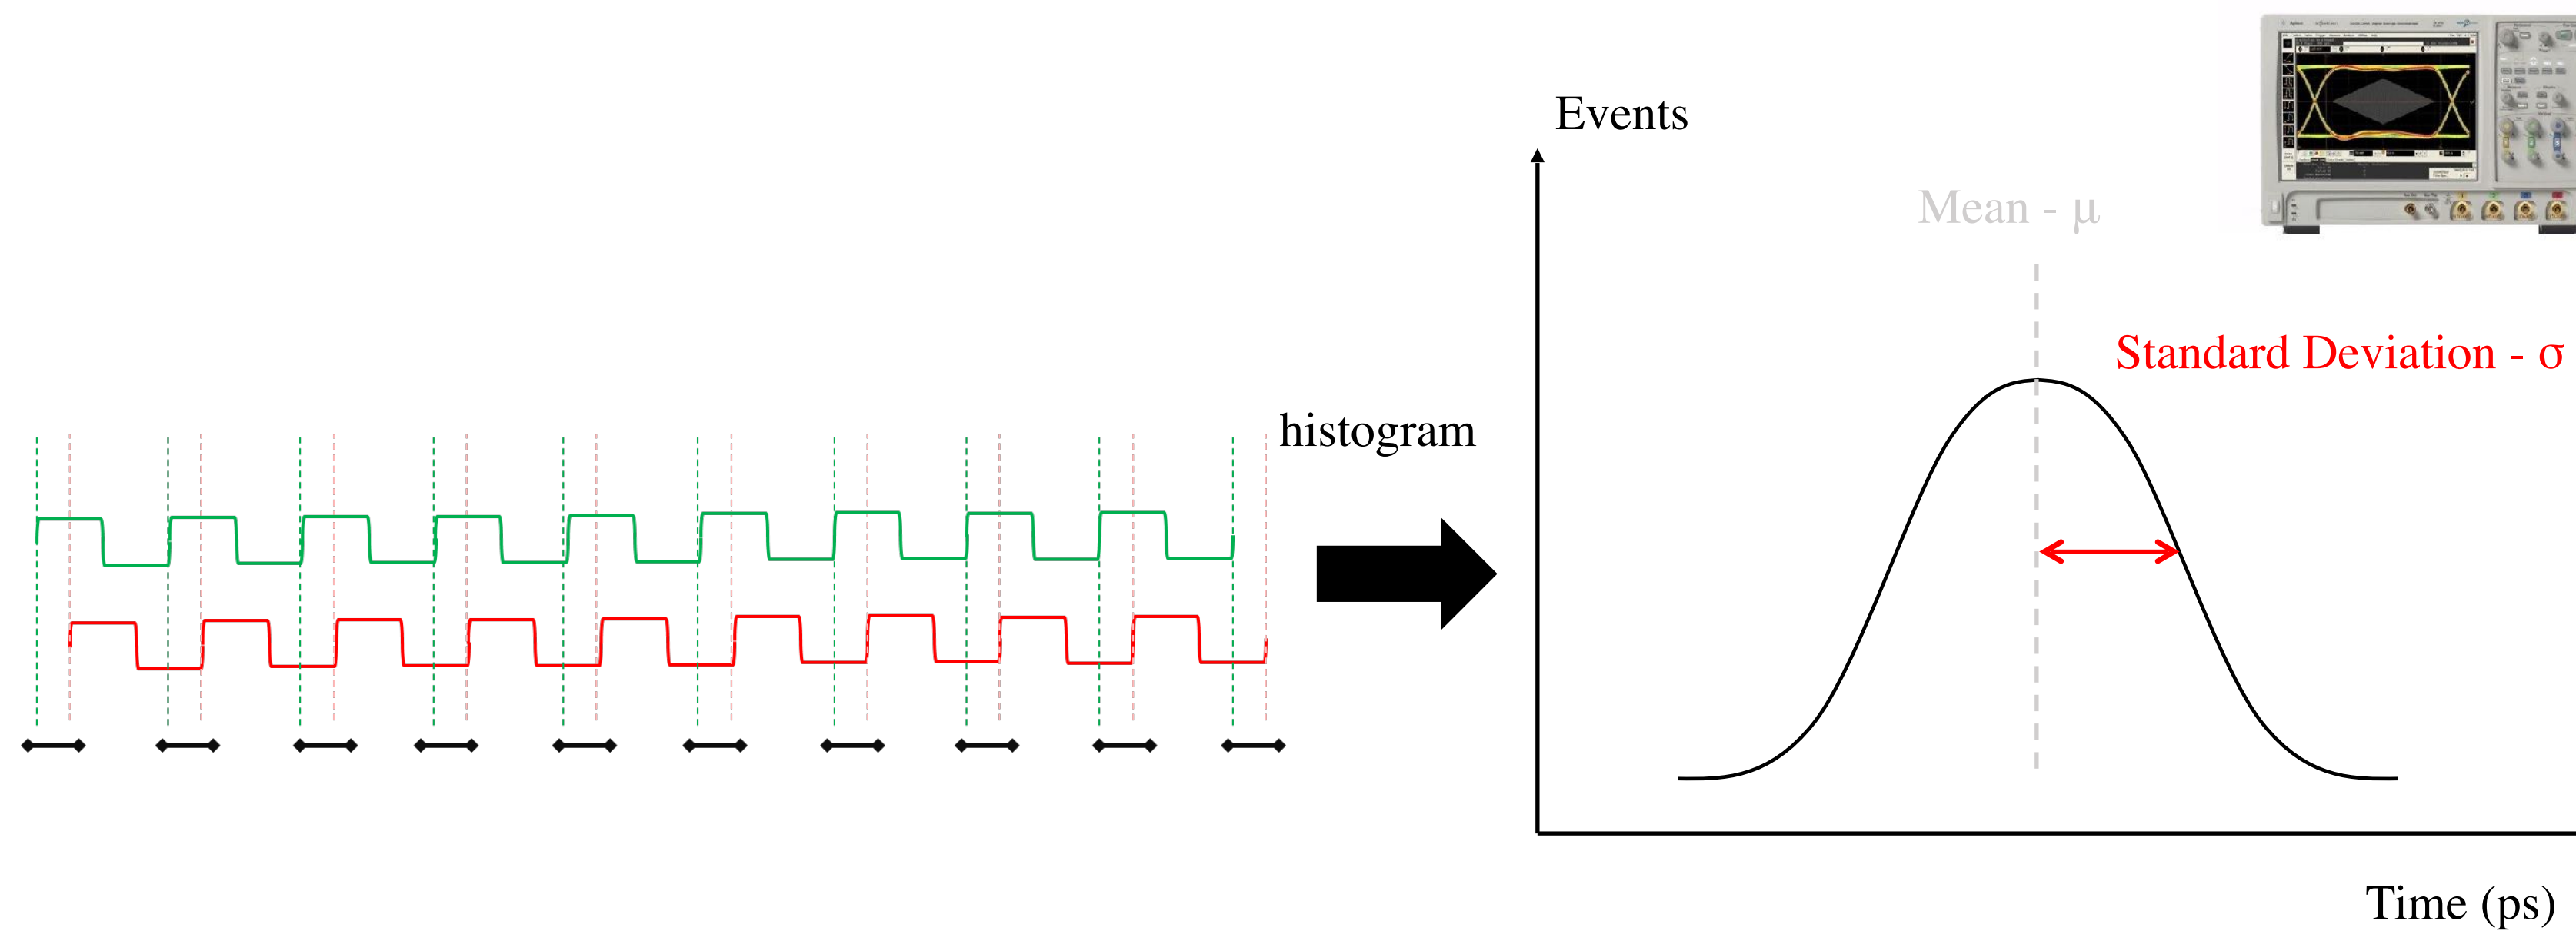 Events
Mean - μ
Standard Deviation - σ
histogram
Time (ps)